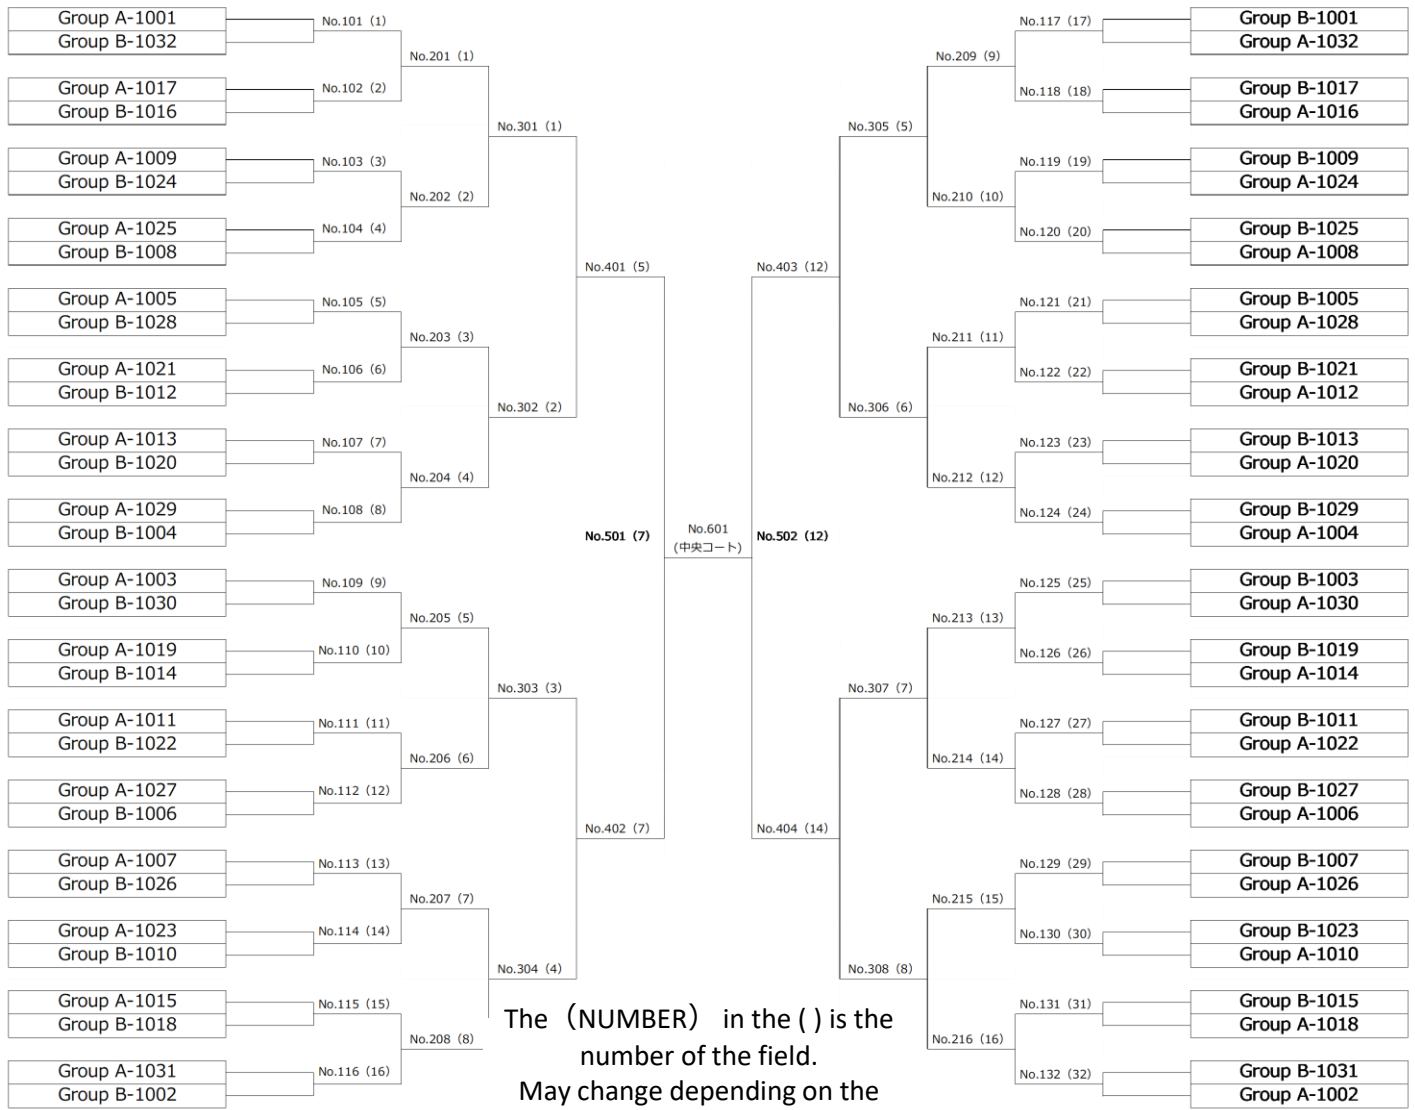 Group A-1001
Group B-1032
Group A-1017
Group B-1016
Group A-1009
Group B-1024
Group A-1025
Group B-1008
Group A-1005
Group B-1028
Group A-1021
Group B-1012
Group A-1013
Group B-1020
Group A-1029
Group B-1004
Group A-1003
Group B-1030
Group A-1019
Group B-1014
Group A-1011
Group B-1022
Group A-1027
Group B-1006
Group A-1007
Group B-1026
Group A-1023
Group B-1010
Group A-1015
Group B-1018
Group A-1031
Group B-1002
No.101 (1)
No.102 (2)
No.103 (3)
No.104 (4)
No.105 (5)
No.106 (6)
No.107 (7)
No.108 (8)
No.109 (9)
No.110 (10)
No.111 (11)
No.112 (12)
No.113 (13)
No.114 (14)
No.115 (15)
No.116 (16)
No.201 (1)
No.202 (2)
No.203 (3)
No.204 (4)
No.205 (5)
No.206 (6)
No.207 (7)
No.208 (8)
No.301 (1)
No.302 (2)
No.303 (3)
No.304 (4)
No.401 (5)
No.402 (7)
No.501 (7)
No.601
(中央コート)
No.502 (12)
No.403 (12)
No.404 (14)
No.305 (5)
No.306 (6)
No.307 (7)
No.308 (8)
No.209 (9)
No.210 (10)
No.211 (11)
No.212 (12)
No.213 (13)
No.214 (14)
No.215 (15)
No.216 (16)
No.117 (17)
No.118 (18)
No.119 (19)
No.120 (20)
No.121 (21)
No.122 (22)
No.123 (23)
No.124 (24)
No.125 (25)
No.126 (26)
No.127 (27)
No.128 (28)
No.129 (29)
No.130 (30)
No.131 (31)
No.132 (32)
Group B-1001
Group A-1032
Group B-1017
Group A-1016
Group B-1009
Group A-1024
Group B-1025
Group A-1008
Group B-1005
Group A-1028
Group B-1021
Group A-1012
Group B-1013
Group A-1020
Group B-1029
Group A-1004
Group B-1003
Group A-1030
Group B-1019
Group A-1014
Group B-1011
Group A-1022
Group B-1027
Group A-1006
Group B-1007
Group A-1026
Group B-1023
Group A-1010
Group B-1015
Group A-1018
Group B-1031
Group A-1002
The （NUMBER） in the ( ) is the
number of the field.
May change depending on the